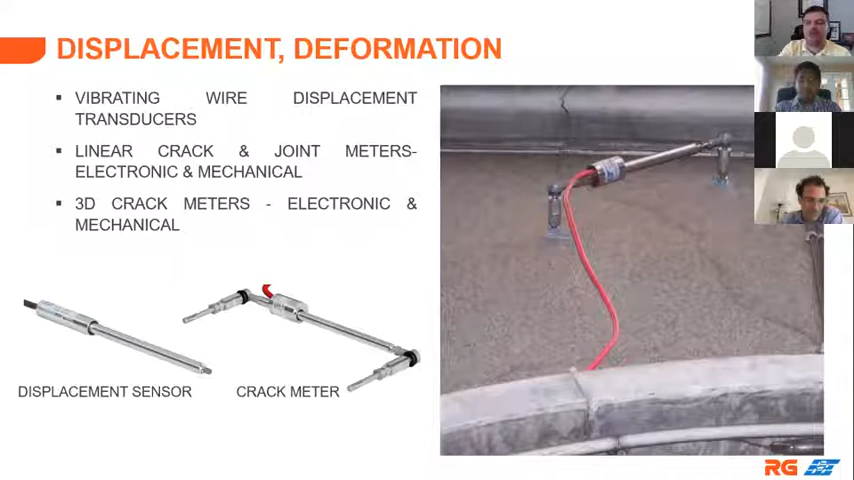 DISPLACEMENT, DEFORMATION
VIBRATING WIRE DISPLACEMENT
TRANSDUCERS
LINEAR CRACK & JOINT METERS-
ELECTRONIC & MECHANICAL
3D CRACK METERS - ELECTRONIC &
MECHANICAL
DISPLACEMENT SENSOR
CRACK METER
RG